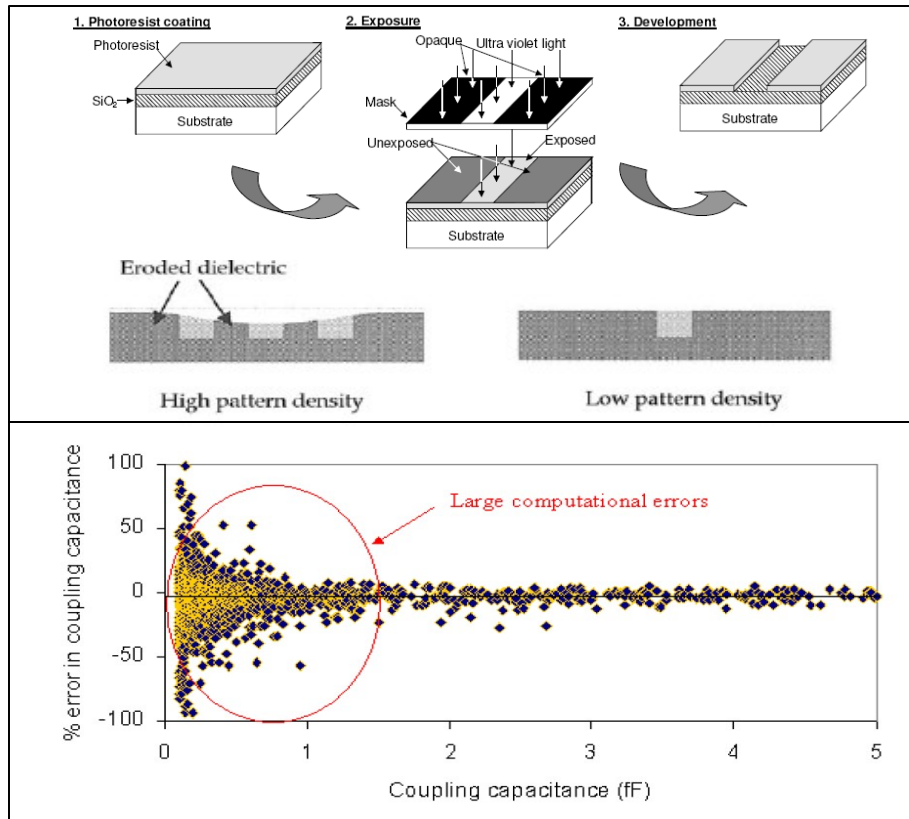 1. Photoresist coating
2. Exposure
3. Development
Photoresist
SiO2
Substrate
Opaque
Ultra violet light
Mask
Unexposed
Exposed
Substrate
Substrate
Eroded dielectric
High pattern density
Low pattern density
% error in coupling capacitance
100
50
0
-50
-100
Large computational errors
0
1
2
3
4
5
Coupling capacitance (fF)